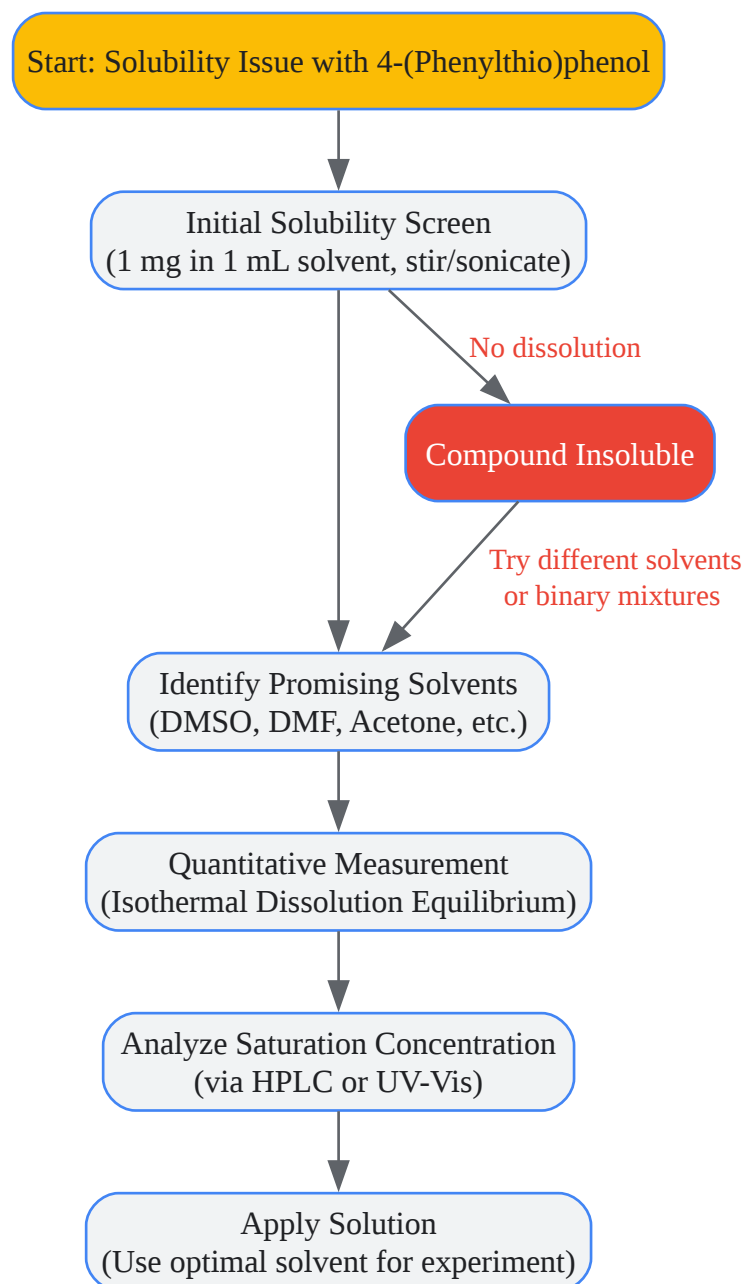 Start: Solubility Issue with 4-(Phenylthio)phenol
Initial Solubility Screen
(1 mg in 1 mL solvent, stir/sonicate)
No dissolution
Compound Insoluble
Try different solvents
or binary mixtures
Identify Promising Solvents
(DMSO, DMF, Acetone, etc.)
Quantitative Measurement
(Isothermal Dissolution Equilibrium)
Analyze Saturation Concentration
(via HPLC or UV-Vis)
Apply Solution
(Use optimal solvent for experiment)